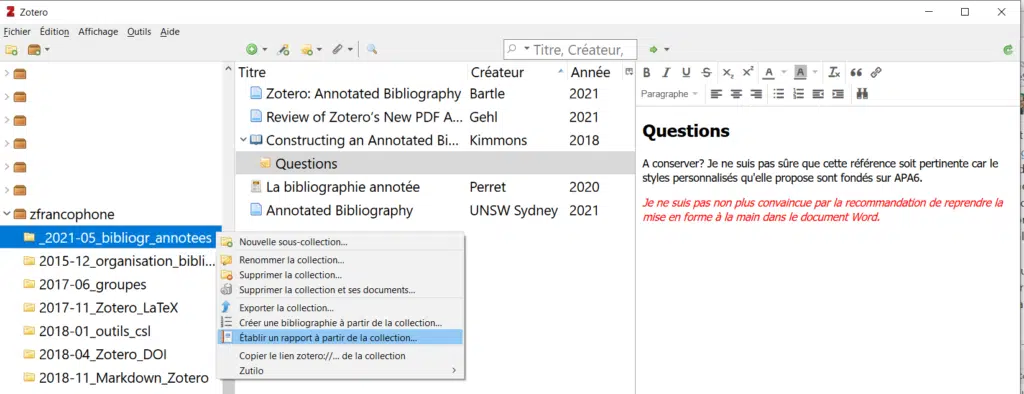 Zotero
Fichier Édition Affichage Outils Aide
Titre, Créateur,
Titre Créateur Année
Zotero: Annotated Bibliography Bartle 2021
Review of Zotero's New PDF A... Gehl 2021
Constructing an Annotated Bi... Kimmons 2018
Questions
La bibliographie annotée Perret 2020
Annotated Bibliography UNSW Sydney 2021
zfrancophone
_2021-05_bibliogr_annotees
2015-12_organisation_bibli...
2017-06_groupes
2017-11_Zotero_LaTeX
2018-01_outils_csl
2018-04_Zotero_DOI
2018-11_Markdown_Zotero
Nouvelle sous-collection...
Renommer la collection...
Supprimer la collection...
Supprimer la collection et ses documents...
Exporter la collection...
Créer une bibliographie à partir de la collection...
Établir un rapport à partir de la collection...
Copier le lien zotero://... de la collection
Zutilo
B I U S X₂ X² A A Tx
Paragraphe
Questions
A conserver? Je ne suis pas sûre que cette référence soit pertinente car le
styles personnalisés qu'elle propose sont fondés sur APA6.
Je ne suis pas non plus convaincue par la recommandation de reprendre la
mise en forme à la main dans le document Word.